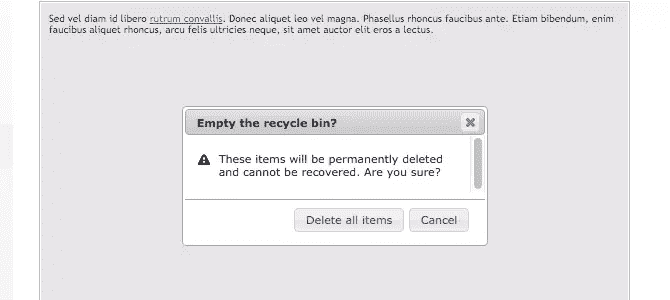 Sed vel diam id libero rutrum convallis. Donec aliquet leo vel magna. Phasellus rhoncus faucibus ante. Etiam bibendum, enim
faucibus aliquet rhoncus, arcu felis ultricies neque, sit amet auctor elit eros a lectus.
Empty the recycle bin?
These items will be permanently deleted
and cannot be recovered. Are you sure?
Delete all items Cancel